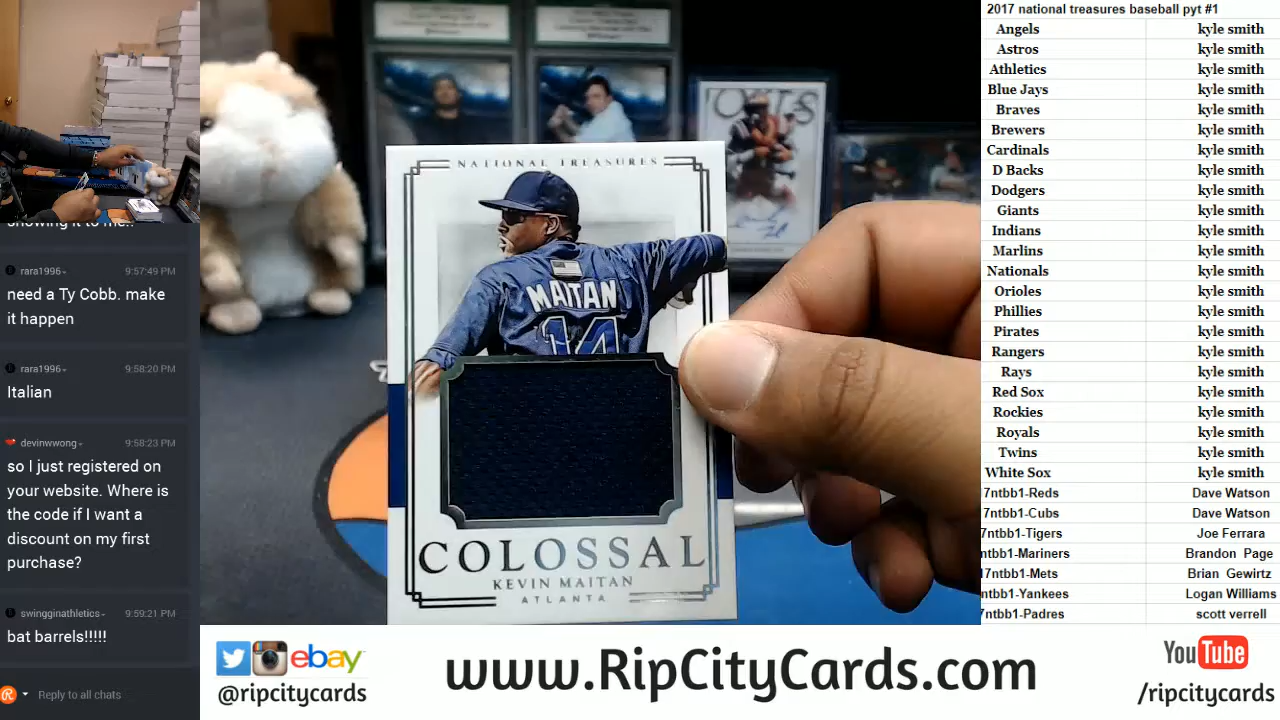 showing it to me..
rara1996
9:57:49 PM
need a Ty Cobb. make
it happen
rara1996
9:58:20 PM
Italian
devinwwong
9:58:23 PM
so I just registered on
your website. Where is
the code if I want a
discount on my first
purchase?
swingginathletics
9:59:21 PM
bat barrels!!!!!
Reply to all chats
NATIONAL TREASURES
MAITAN
14
COLOSSAL
KEVIN MAITAN
ATLANTA
2017 national treasures baseball pyt #1
Angels kyle smith
Astros kyle smith
Athletics kyle smith
Blue Jays kyle smith
Braves kyle smith
Brewers kyle smith
Cardinals kyle smith
D Backs kyle smith
Dodgers kyle smith
Giants kyle smith
Indians kyle smith
Marlins kyle smith
Nationals kyle smith
Orioles kyle smith
Phillies kyle smith
Pirates kyle smith
Rangers kyle smith
Rays kyle smith
Red Sox kyle smith
Rockies kyle smith
Royals kyle smith
Twins kyle smith
White Sox kyle smith
7ntbb1-Reds Dave Watson
7ntbb1-Cubs Dave Watson
7ntbb1-Tigers Joe Ferrara
ntbb1-Mariners Brandon Page
17ntbb1-Mets Brian Gewirtz
ntbb1-Yankees Logan Williams
7ntbb1-Padres scott verrell
ebay
@ripcitycards
www.RipCityCards.com
YouTube
/ripcitycards